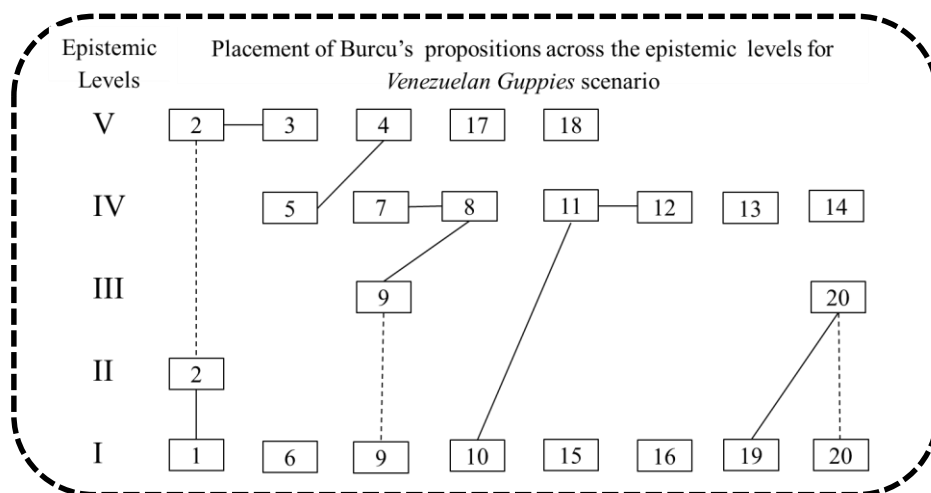 Epistemic Levels
Placement of Burcu's propositions across the epistemic levels for
Venezuelan Guppies scenario
V 2 3 4 17 18
IV 5 7 8 11 12 13 14
III 9 20
II 2
I 1 6 9 10 15 16 19 20